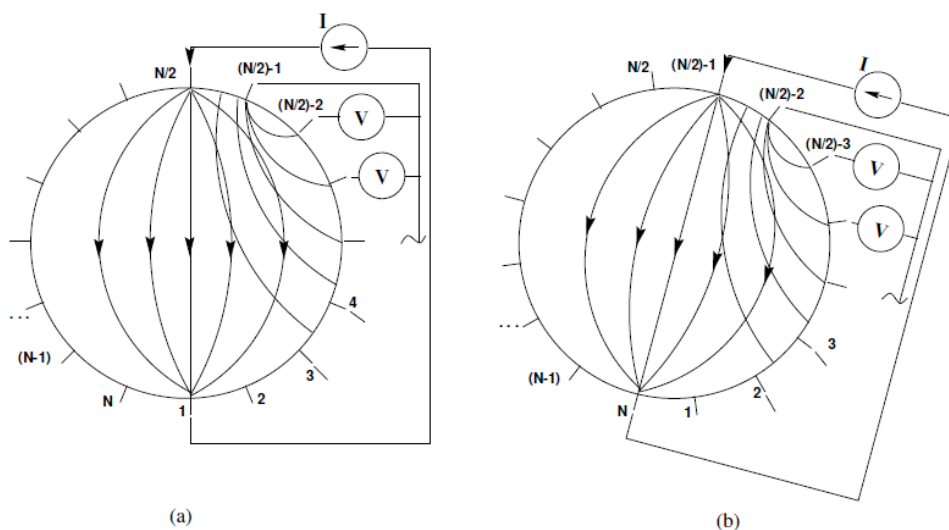 I
N/2
(N/2)-1
(N/2)-2
V
V
4
3
2
1
N
(N-1)
...
(a)
I
N/2
(N/2)-1
(N/2)-2
(N/2)-3
V
V
3
2
1
N
(N-1)
...
(b)